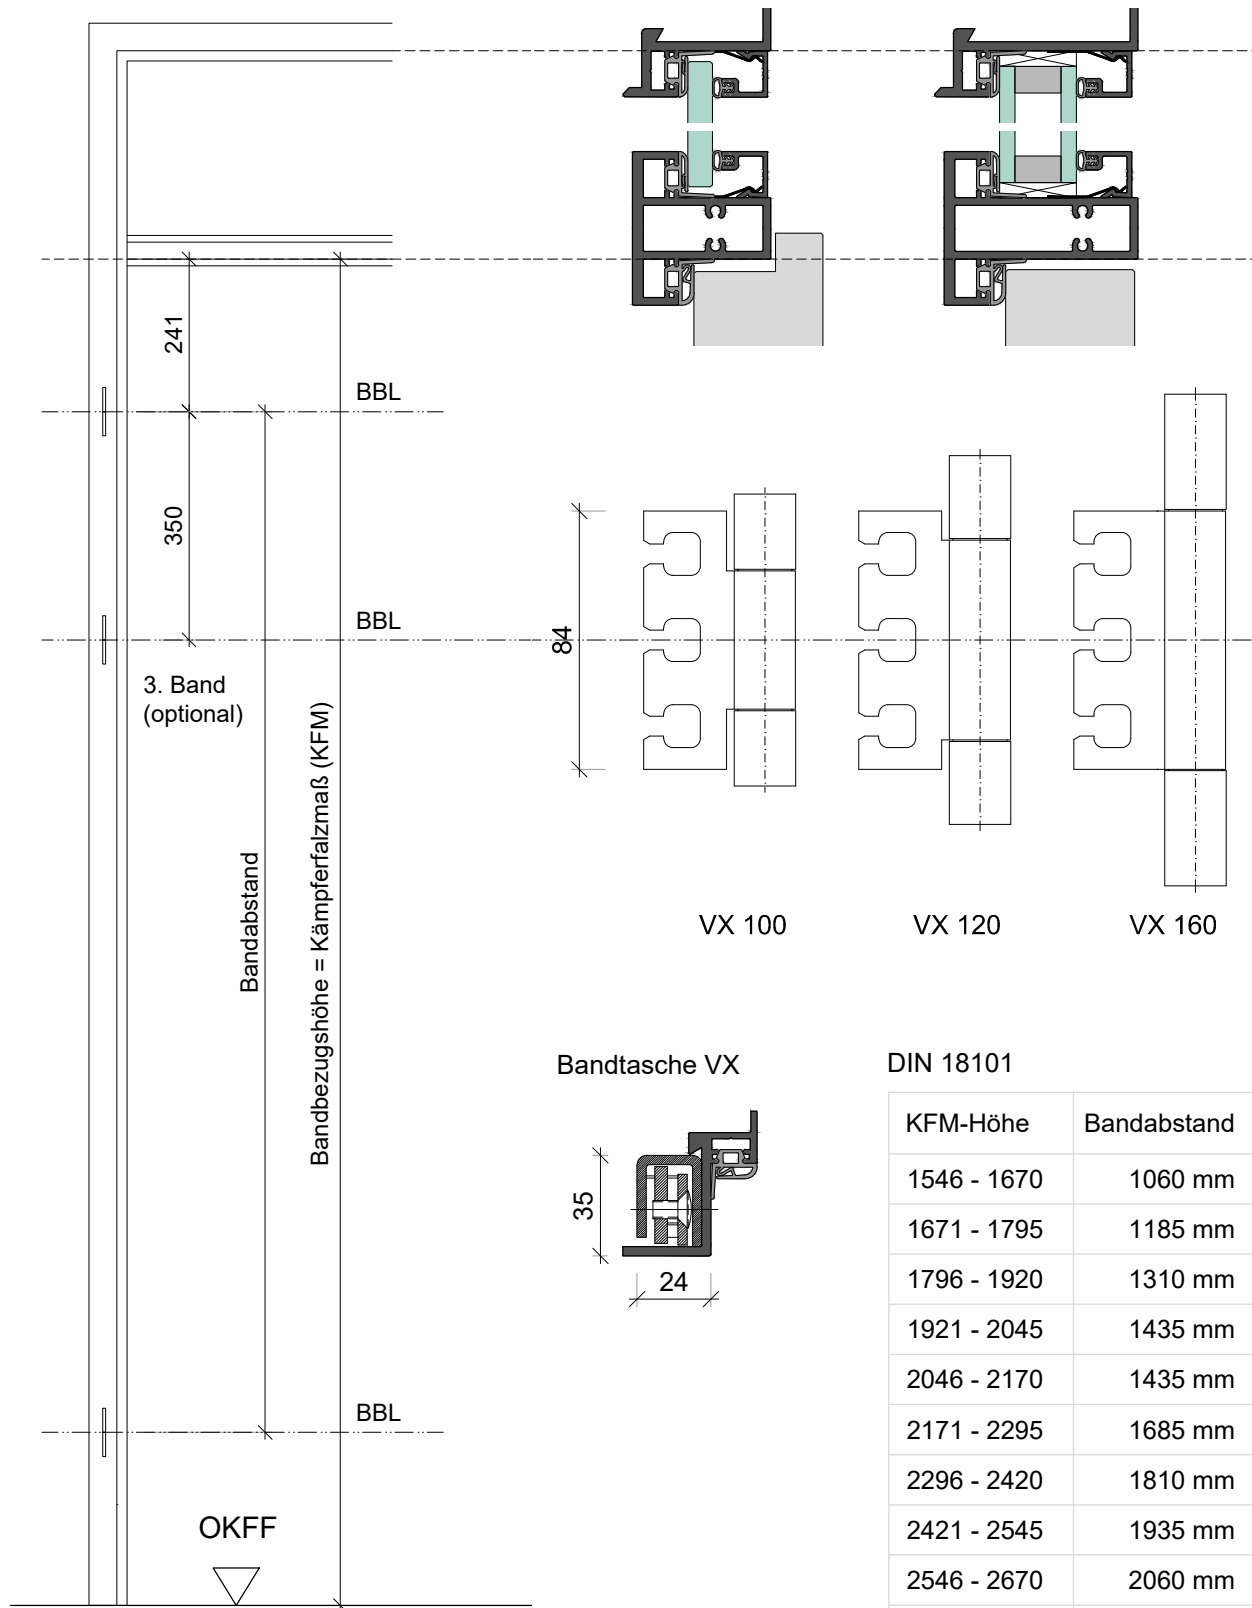 241
BBL
350
BBL
3. Band
(optional)
Bandabstand
Bandbezugshöhe = Kämpferfalzmaß (KFM)
BBL
OKFF
84
VX 100
VX 120
VX 160
Bandtasche VX
35
24
DIN 18101
KFM-Höhe Bandabstand
1546 - 1670 1060 mm
1671 - 1795 1185 mm
1796 - 1920 1310 mm
1921 - 2045 1435 mm
2046 - 2170 1435 mm
2171 - 2295 1685 mm
2296 - 2420 1810 mm
2421 - 2545 1935 mm
2546 - 2670 2060 mm